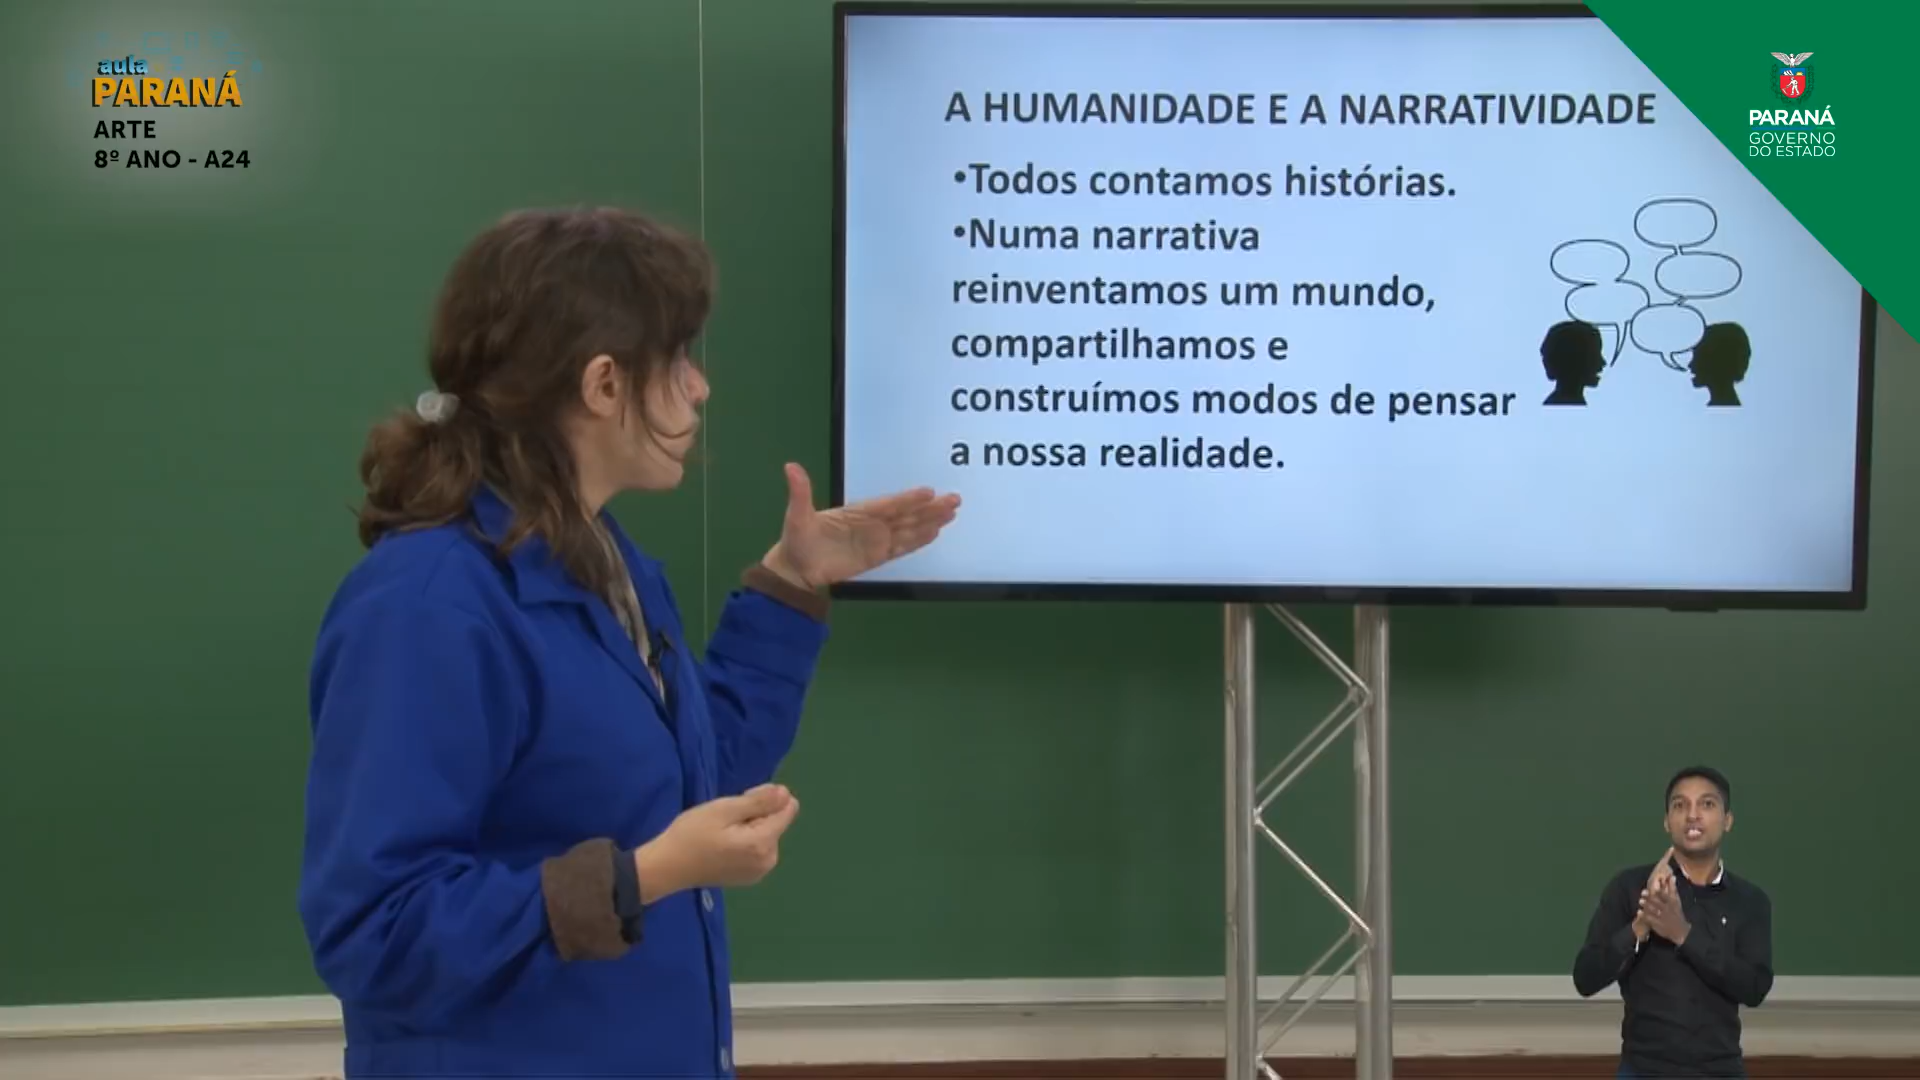 aula
PARANÁ
ARTE
8º ANO - A24
A HUMANIDADE E A NARRATIVIDADE
•Todos contamos histórias.
•Numa narrativa
reinventamos um mundo,
compartilhamos e
construímos modos de pensar
a nossa realidade.
PARANÁ
GOVERNO
DO ESTADO